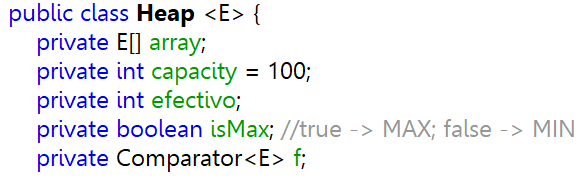 public class Heap <E> {
private E[] array;
private int capacity = 100;
private int efectivo;
private boolean isMax; //true -> MAX; false -> MIN
private Comparator<E> f;